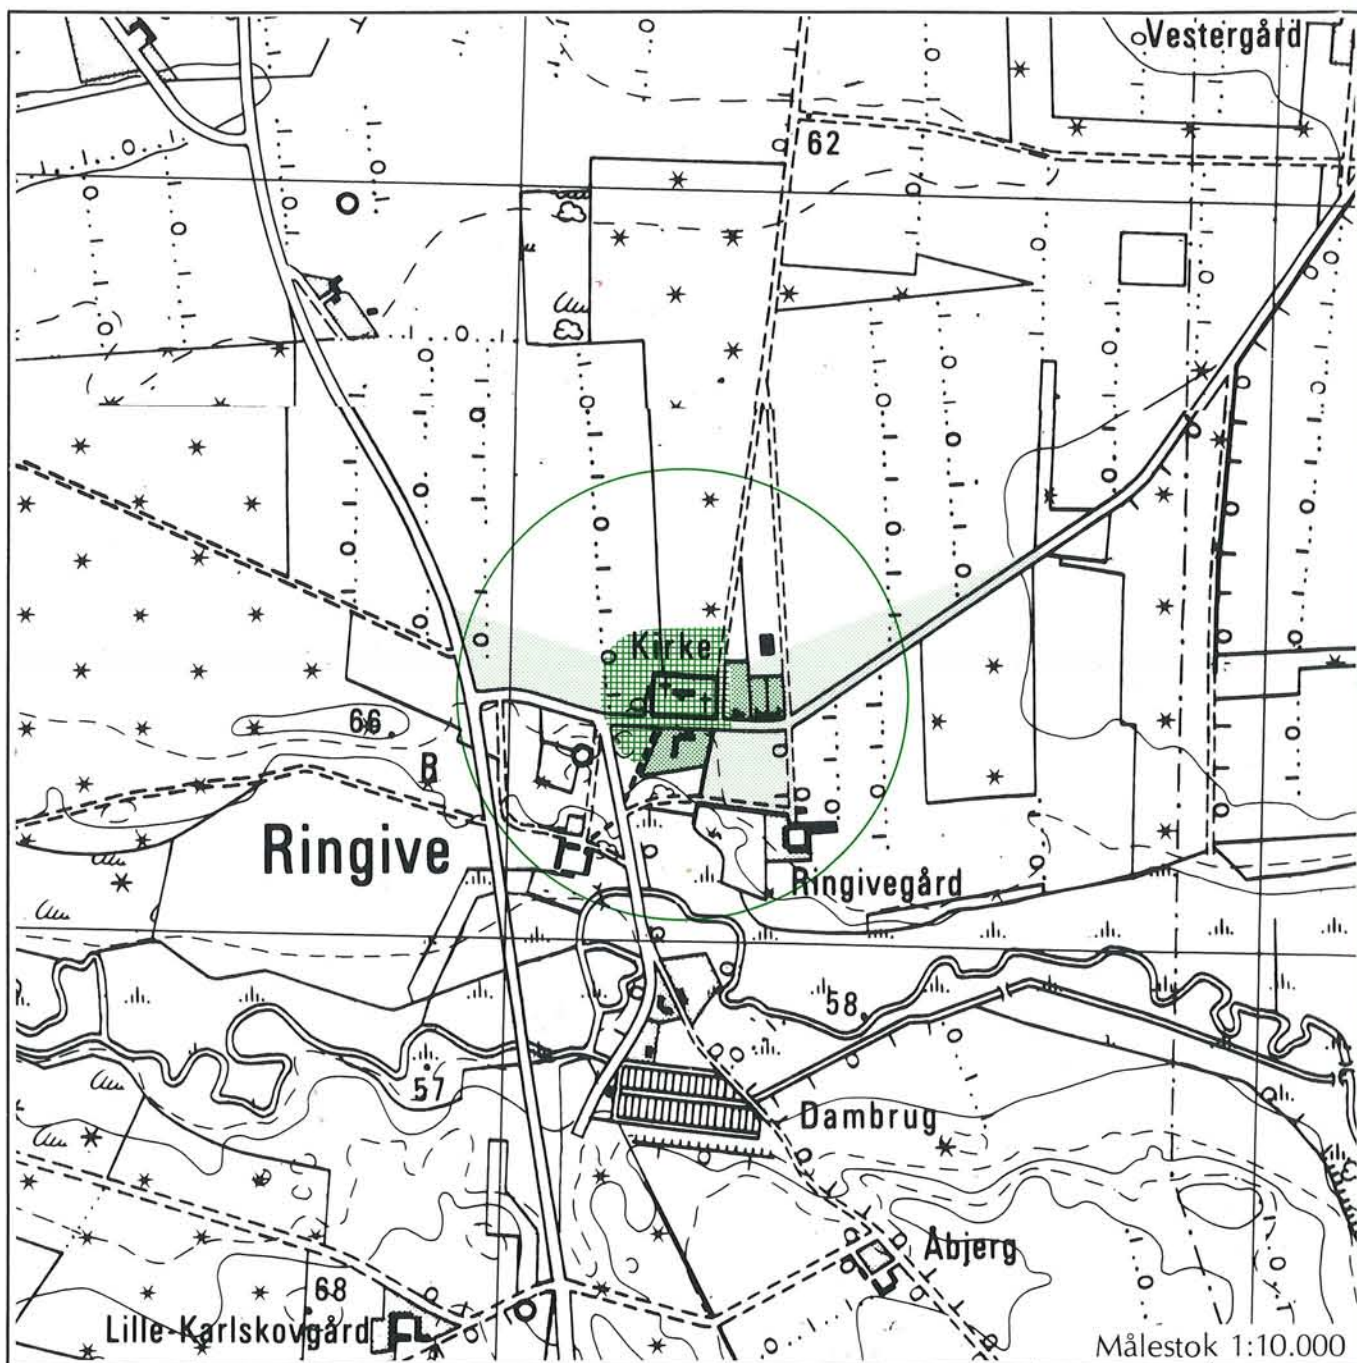 Vestergård
62
Kirke
66
B
Ringive
Ringivegård
58
57
Dambrug
Åbjerg
68
Lille-Karlskovgård
Målestok 1:10.000